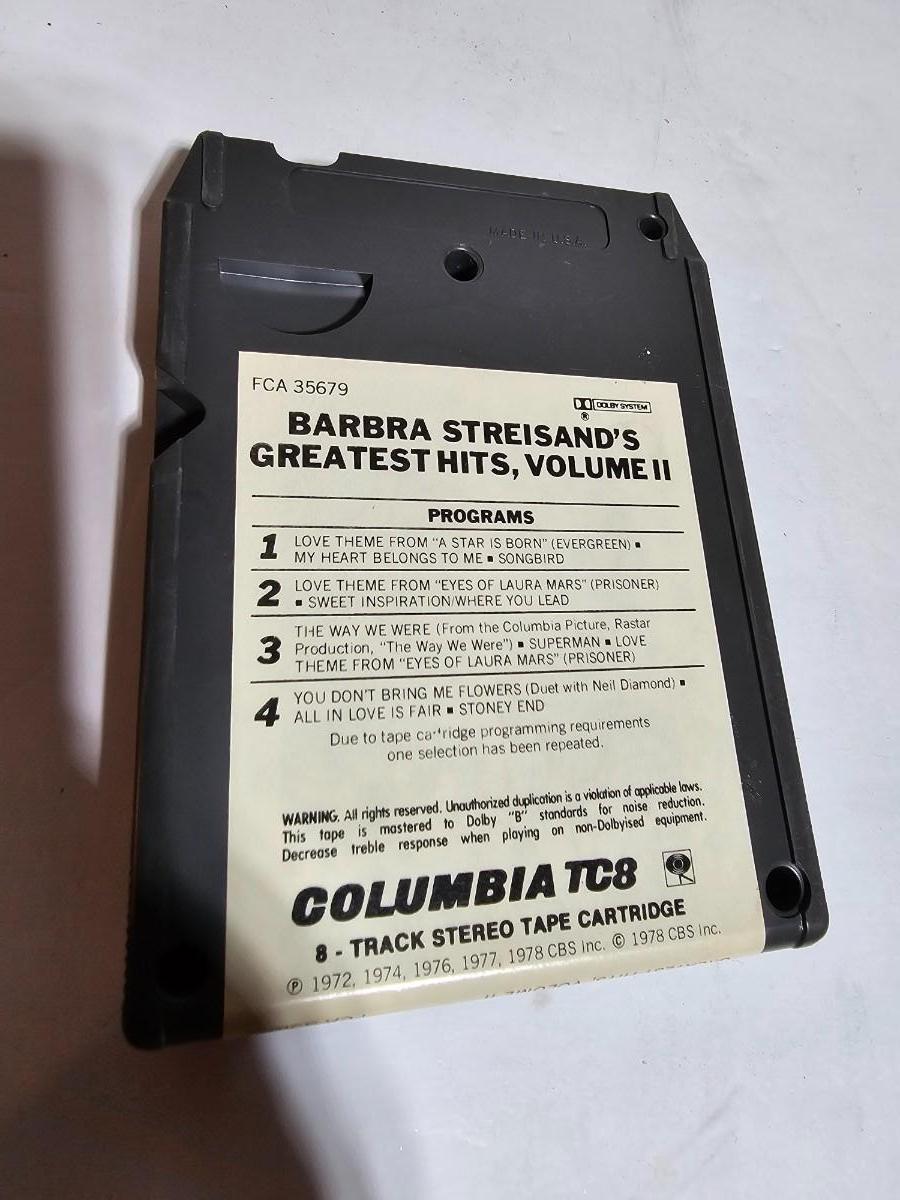 MADE IN U.S.A.
FCA 35679
DOLBY SYSTEM
®
BARBRA STREISAND'S
GREATEST HITS, VOLUME II
PROGRAMS
1 LOVE THEME FROM "A STAR IS BORN" (EVERGREEN) ▪
MY HEART BELONGS TO ME ▪ SONGBIRD
2 LOVE THEME FROM "EYES OF LAURA MARS" (PRISONER)
▪ SWEET INSPIRATION/WHERE YOU LEAD
3 THE WAY WE WERE (From the Columbia Picture, Rastar
Production, "The Way We Were") ▪ SUPERMAN ▪ LOVE
THEME FROM "EYES OF LAURA MARS" (PRISONER)
4 YOU DON'T BRING ME FLOWERS (Duet with Neil Diamond) ▪
ALL IN LOVE IS FAIR ▪ STONEY END
Due to tape cartridge programming requirements
one selection has been repeated.
WARNING. All rights reserved. Unauthorized duplication is a violation of applicable laws.
This tape is mastered to Dolby "B" standards for noise reduction.
Decrease treble response when playing on non-Dolbyised equipment.
COLUMBIA TC8
8 - TRACK STEREO TAPE CARTRIDGE
℗ 1972, 1974, 1976, 1977, 1978 CBS Inc. © 1978 CBS Inc.